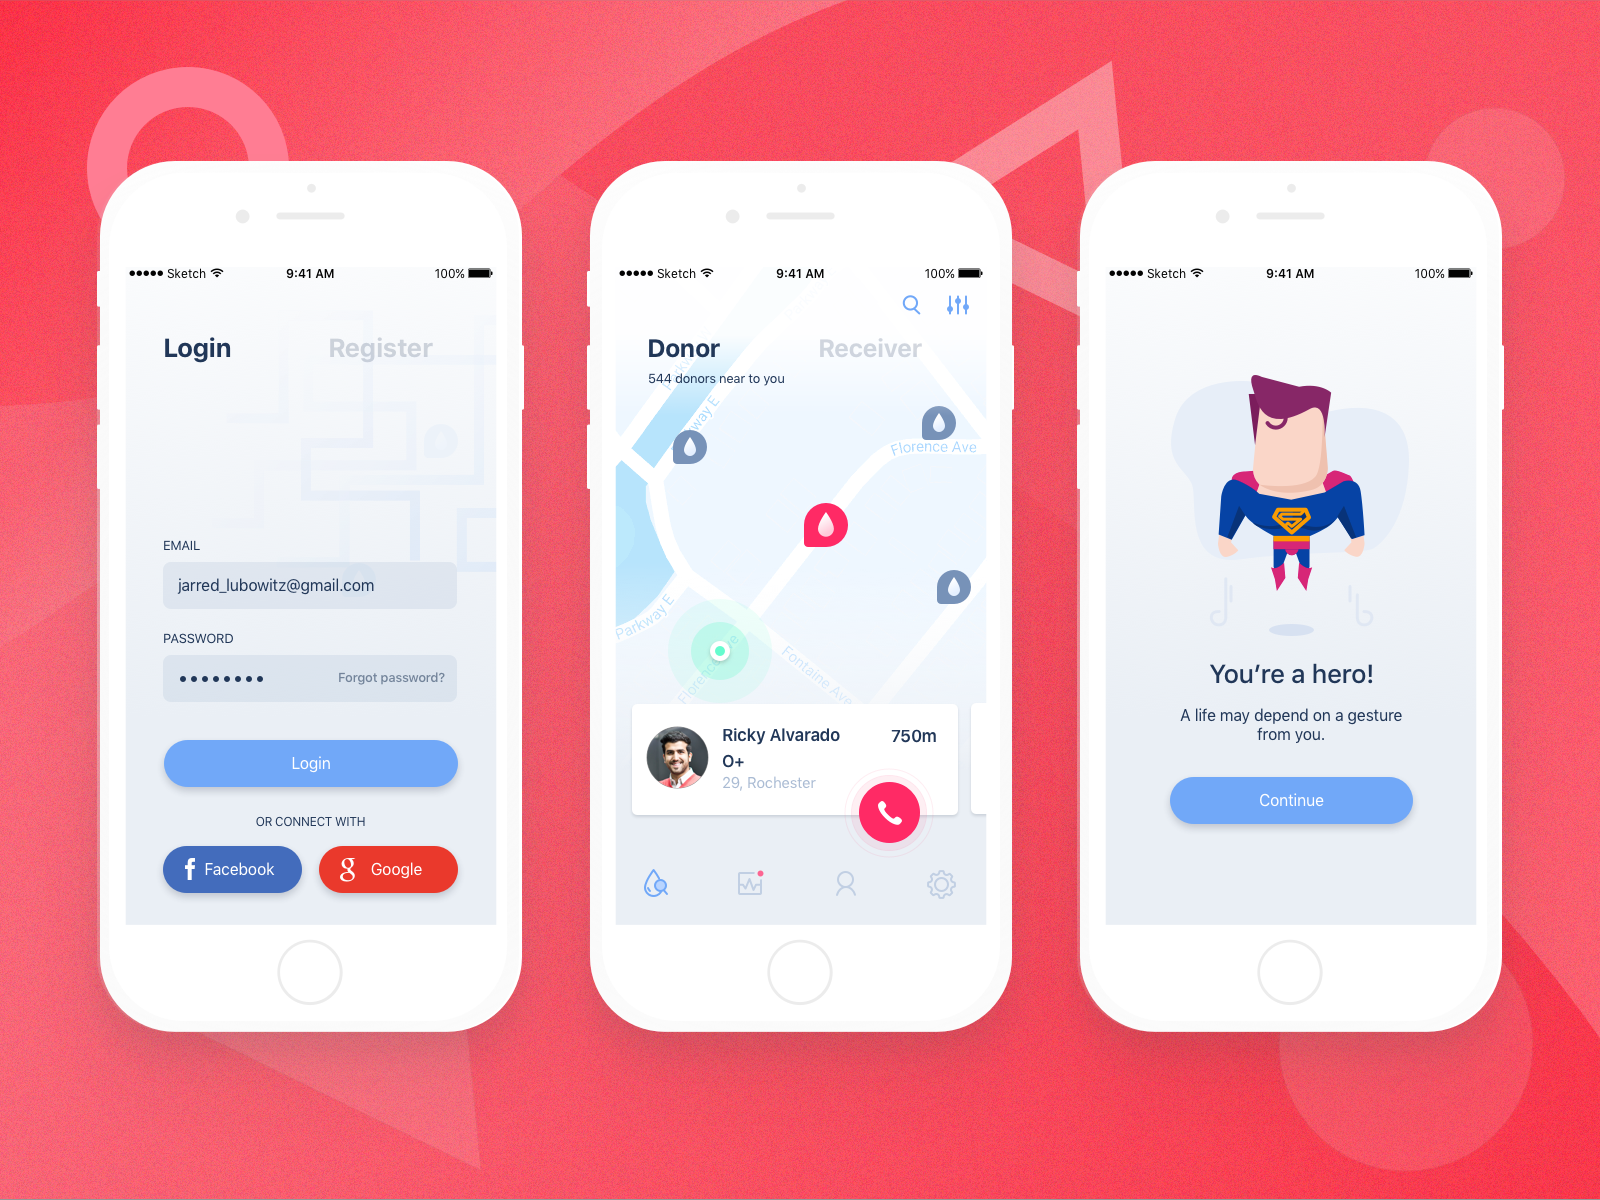 Sketch
9:41 AM
100%
Login
Register
EMAIL
jarred_lubowitz@gmail.com
PASSWORD
Forgot password?
Login
OR CONNECT WITH
f Facebook
g Google
Sketch
9:41 AM
100%
Donor
Receiver
544 donors near to you
Florence Ave
Parkway E
Fontaine Ave
Ricky Alvarado
750m
O+
29, Rochester
Sketch
9:41 AM
100%
You’re a hero!
A life may depend on a gesture
from you.
Continue